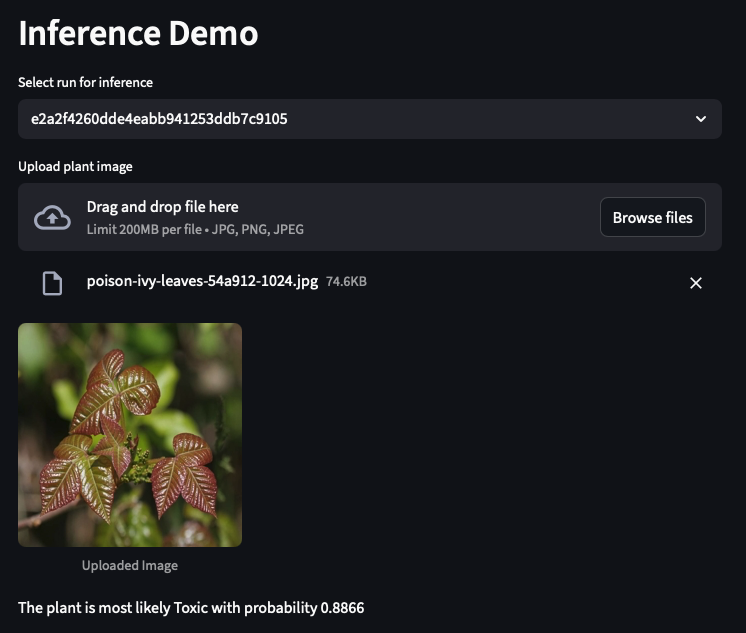 Inference Demo
Select run for inference
e2a2f4260dde4eabb941253ddb7c9105
Upload plant image
Drag and drop file here
Limit 200MB per file • JPG, PNG, JPEG
Browse files
poison-ivy-leaves-54a912-1024.jpg 74.6KB
Uploaded Image
The plant is most likely Toxic with probability 0.8866